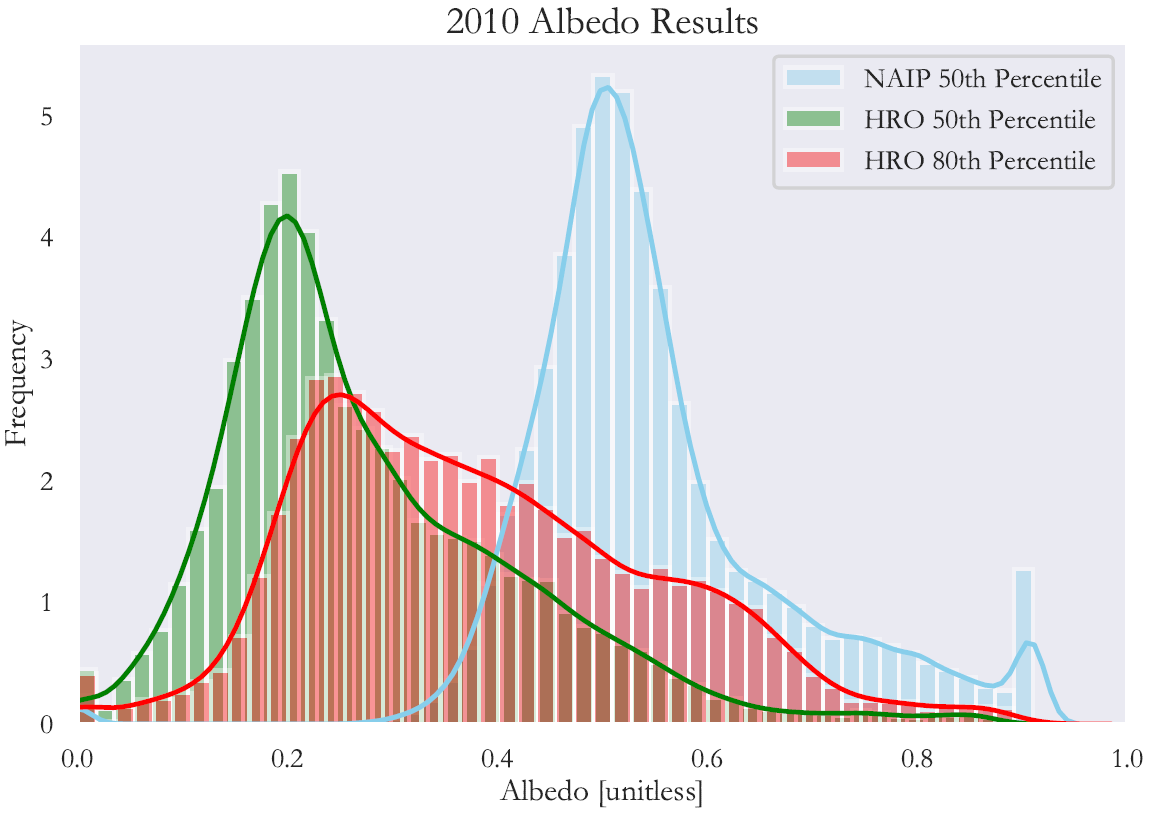 2010 Albedo Results
NAIP 50th Percentile
HRO 50th Percentile
HRO 80th Percentile
Frequency
5
4
3
2
1
0
0.0 0.2 0.4 0.6 0.8 1.0
Albedo [unitless]